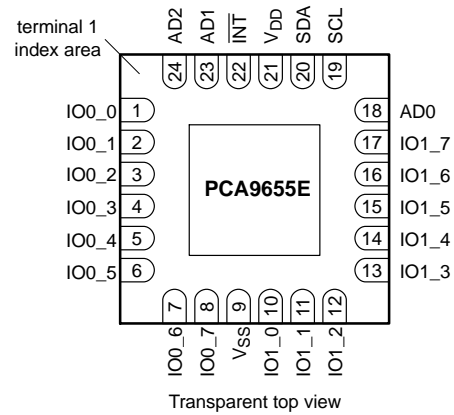 terminal 1
index area
AD2
AD1
INT
VDD
SDA
SCL
24
23
22
21
20
19
IO0_0 1
IO0_1 2
IO0_2 3
IO0_3 4
IO0_4 5
IO0_5 6
PCA9655E
18 AD0
17 IO1_7
16 IO1_6
15 IO1_5
14 IO1_4
13 IO1_3
7
8
9
10
11
12
IO0_6
IO0_7
VSS
IO1_0
IO1_1
IO1_2
Transparent top view